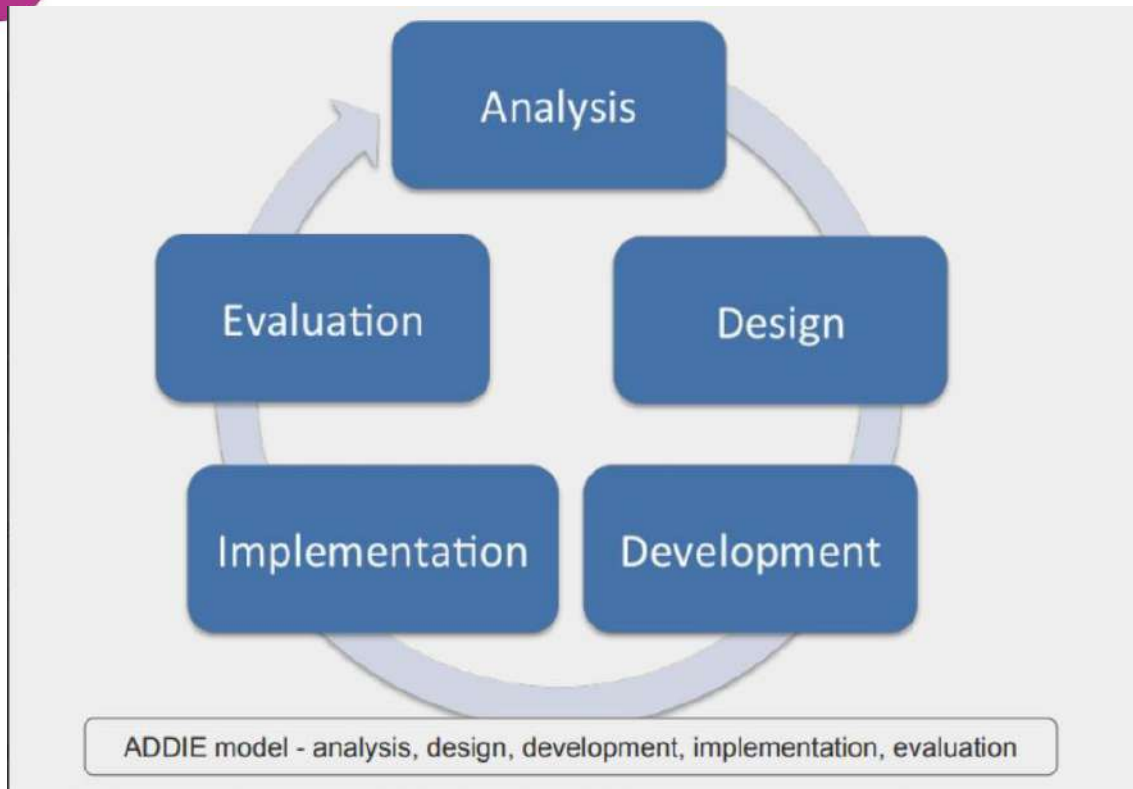 Analysis
Design
Development
Implementation
Evaluation
ADDIE model - analysis, design, development, implementation, evaluation